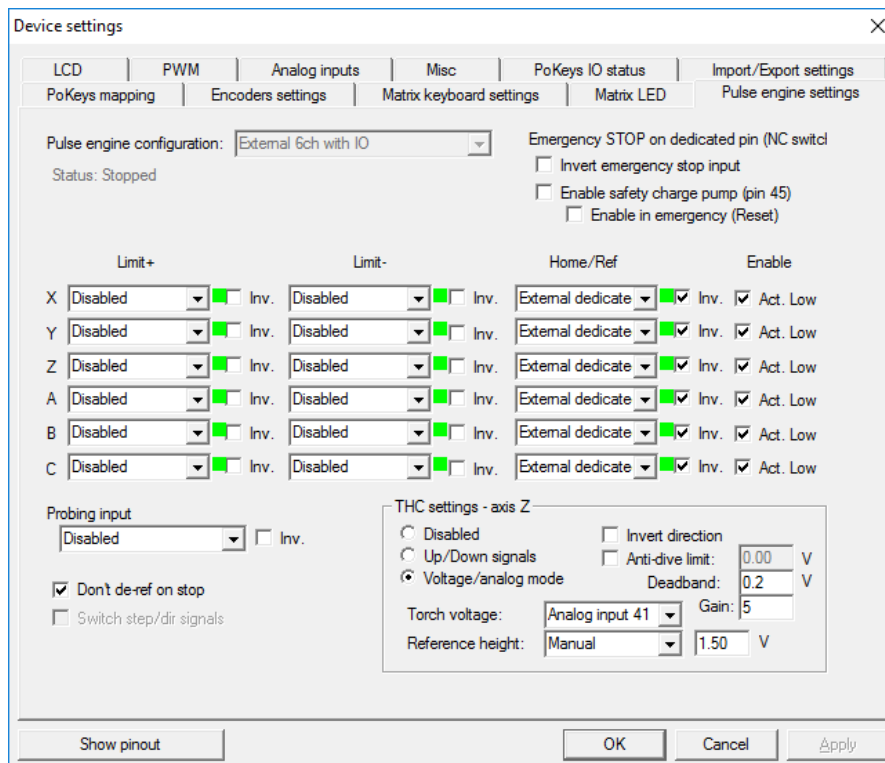 Device settings
LCD PWM Analog inputs Misc PoKeys IO status Import/Export settings
PoKeys mapping Encoders settings Matrix keyboard settings Matrix LED Pulse engine settings
Pulse engine configuration: External 6ch with IO
Status: Stopped
Emergency STOP on dedicated pin (NC switcl
Invert emergency stop input
Enable safety charge pump (pin 45)
Enable in emergency (Reset)
Limit+ Limit- Home/Ref Enable
X Disabled Inv. Disabled Inv. External dedicate Inv. Act. Low
Y Disabled Inv. Disabled Inv. External dedicate Inv. Act. Low
Z Disabled Inv. Disabled Inv. External dedicate Inv. Act. Low
A Disabled Inv. Disabled Inv. External dedicate Inv. Act. Low
B Disabled Inv. Disabled Inv. External dedicate Inv. Act. Low
C Disabled Inv. Disabled Inv. External dedicate Inv. Act. Low
Probing input
Disabled Inv.
Don't de-ref on stop
Switch step/dir signals
THC settings - axis Z
Disabled Invert direction
Up/Down signals Anti-dive limit: 0.00 V
Voltage/analog mode Deadband: 0.2 V
Torch voltage: Analog input 41 Gain: 5
Reference height: Manual 1.50 V
Show pinout OK Cancel Apply